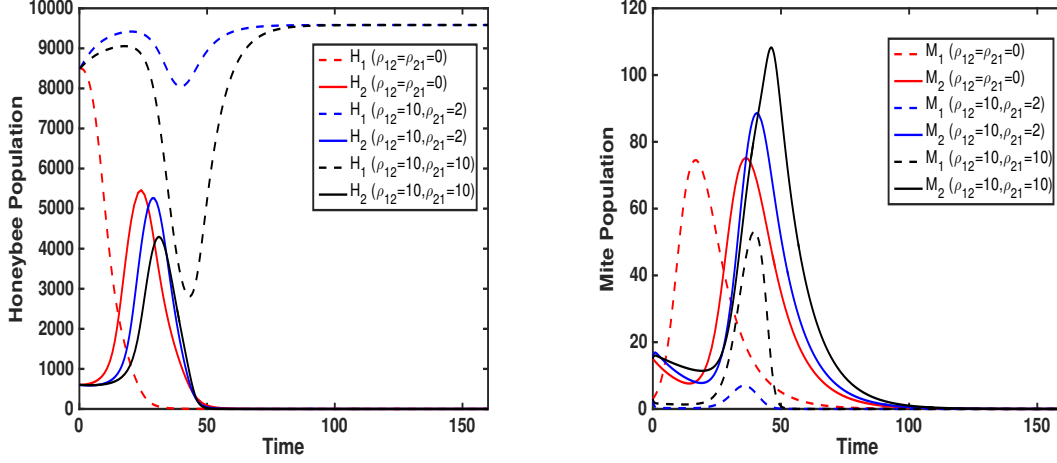 10000
9000
8000
7000
6000
5000
4000
3000
2000
1000
0
0
50
100
150
Honeybee Population
Time
H1 (ρ12=ρ21=0)
H2 (ρ12=ρ21=0)
H1 (ρ12=10,ρ21=2)
H2 (ρ12=10,ρ21=2)
H1 (ρ12=10,ρ21=10)
H2 (ρ12=10,ρ21=10)
120
100
80
60
40
20
0
0
50
100
150
Mite Population
Time
M1 (ρ12=ρ21=0)
M2 (ρ12=ρ21=0)
M1 (ρ12=10,ρ21=2)
M2 (ρ12=10,ρ21=2)
M1 (ρ12=10,ρ21=10)
M2 (ρ12=10,ρ21=10)